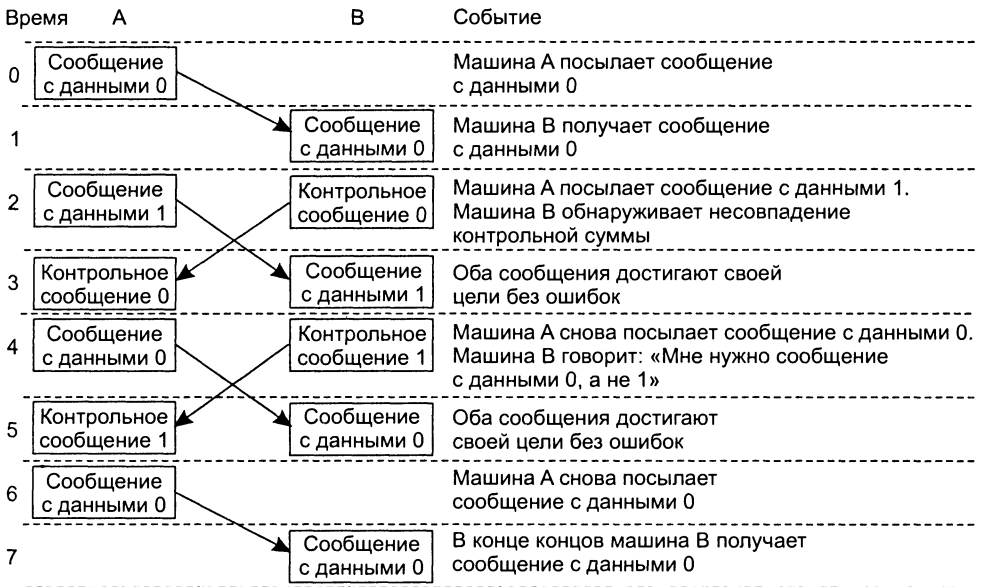 Время A B Событие
0
Сообщение
с данными 0
Машина A посылает сообщение
с данными 0
1
Сообщение
с данными 0
Машина B получает сообщение
с данными 0
2
Сообщение
с данными 1
Контрольное
сообщение 0
Машина A посылает сообщение с данными 1.
Машина B обнаруживает несовпадение
контрольной суммы
3
Контрольное
сообщение 0
Сообщение
с данными 1
Оба сообщения достигают своей
цели без ошибок
4
Сообщение
с данными 0
Контрольное
сообщение 1
Машина A снова посылает сообщение с данными 0.
Машина B говорит: «Мне нужно сообщение
с данными 0, а не 1»
5
Контрольное
сообщение 1
Сообщение
с данными 0
Оба сообщения достигают
своей цели без ошибок
6
Сообщение
с данными 0
Машина A снова посылает
сообщение с данными 0
7
Сообщение
с данными 0
В конце концов машина B получает
сообщение с данными 0